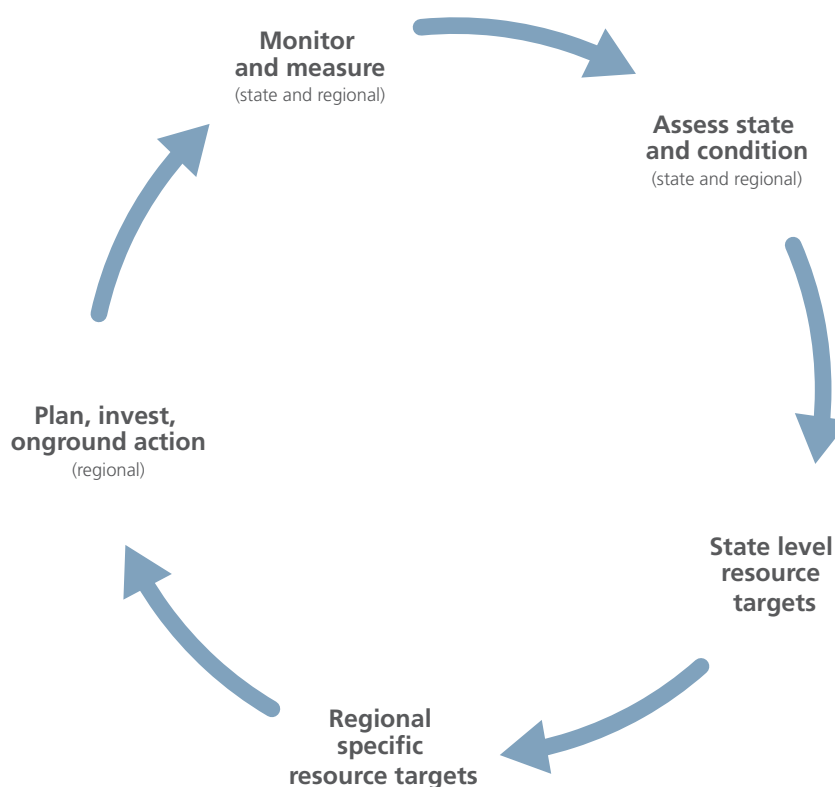 Monitor
and measure
(state and regional)
Assess state
and condition
(state and regional)
State level
resource
targets
Regional
specific
resource targets
Plan, invest,
onground action
(regional)